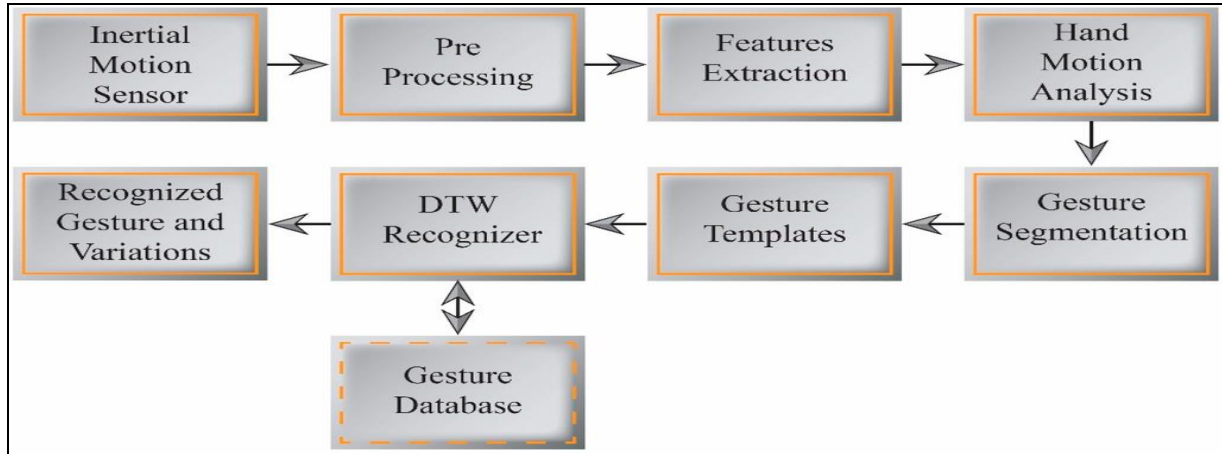 Inertial
Motion
Sensor
Pre
Processing
Features
Extraction
Hand
Motion
Analysis
Recognized
Gesture and
Variations
DTW
Recognizer
Gesture
Templates
Gesture
Segmentation
Gesture
Database